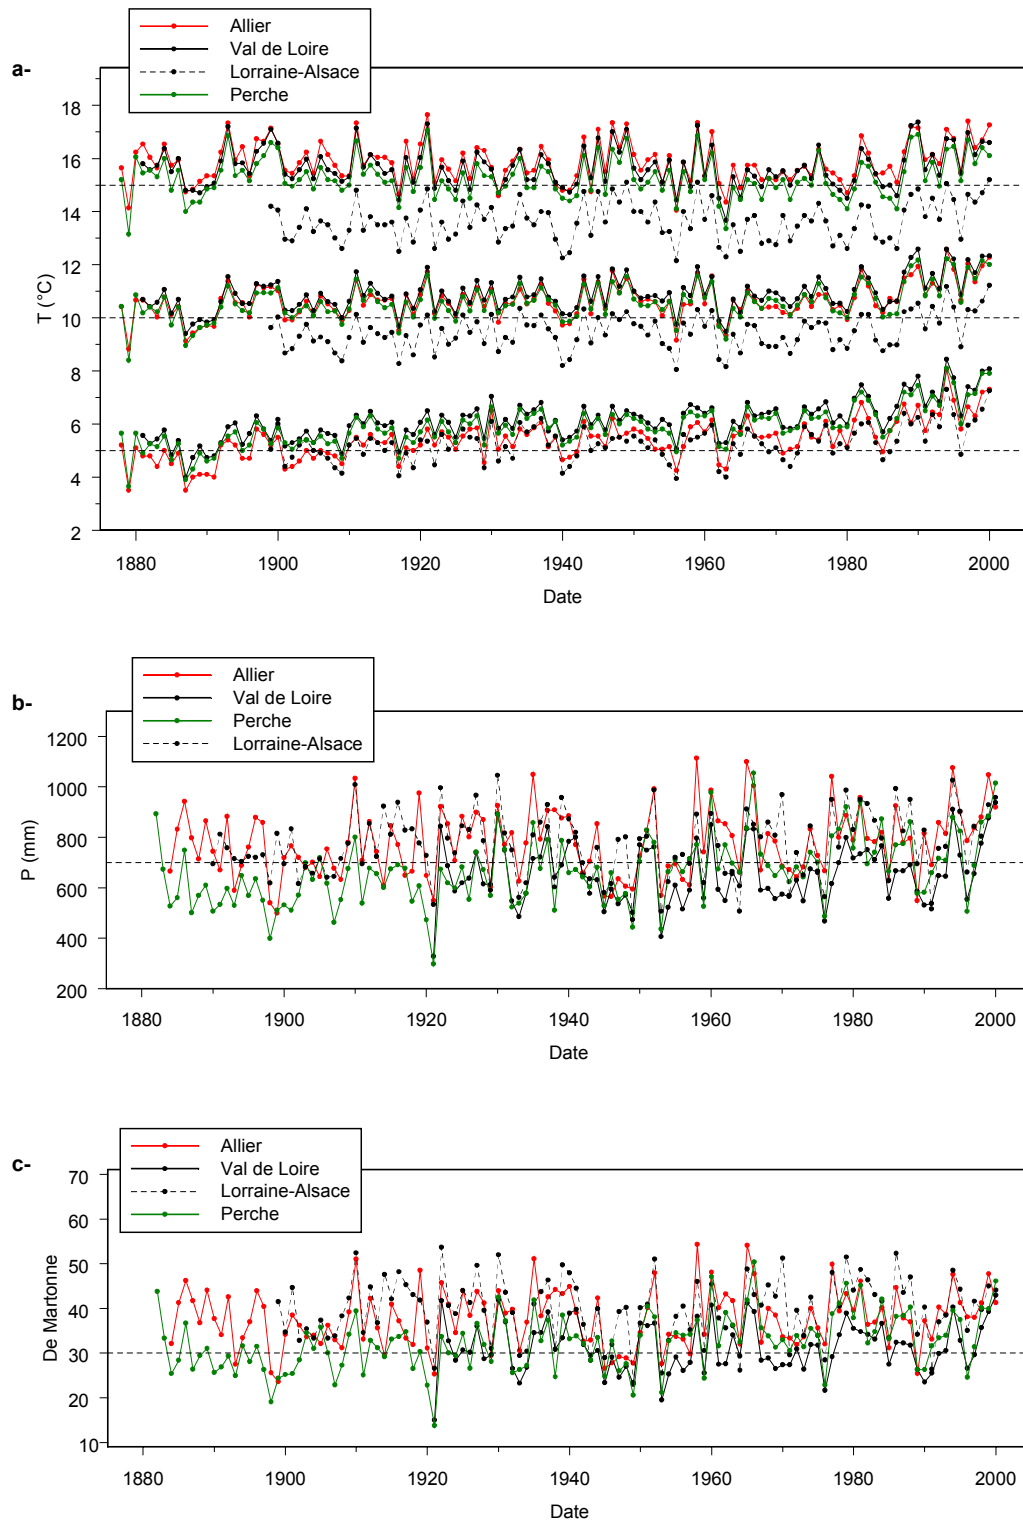 Allier
Val de Loire
Lorraine-Alsace
Perche
a-
18
16
14
12
10
8
6
4
2
T (°C)
1880 1900 1920 1940 1960 1980 2000
Date
Allier
Val de Loire
Perche
Lorraine-Alsace
b-
1200
1000
800
600
400
200
P (mm)
1880 1900 1920 1940 1960 1980 2000
Date
Allier
Val de Loire
Lorraine-Alsace
Perche
c-
70
60
50
40
30
20
10
De Martonne
1880 1900 1920 1940 1960 1980 2000
Date